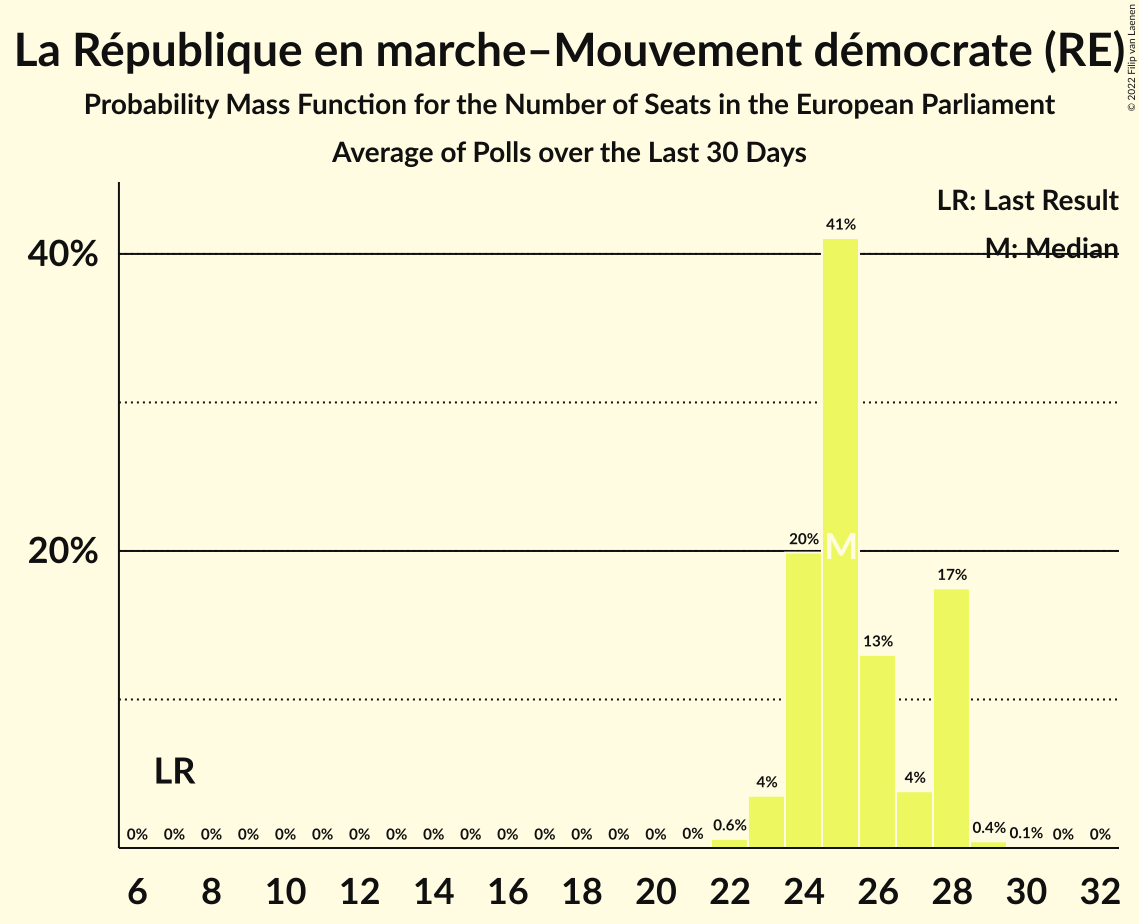 La République en marche–Mouvement démocrate (RE)
© 2022 Filip van Laenen
Probability Mass Function for the Number of Seats in the European Parliament
Average of Polls over the Last 30 Days
LR: Last Result
M: Median
40%
20%
41%
20%
M
17%
13%
LR
4%
4%
0% 0% 0% 0% 0% 0% 0% 0% 0% 0% 0% 0% 0% 0% 0% 0% 0.6% 0.4% 0.1% 0% 0%
6 8 10 12 14 16 18 20 22 24 26 28 30 32